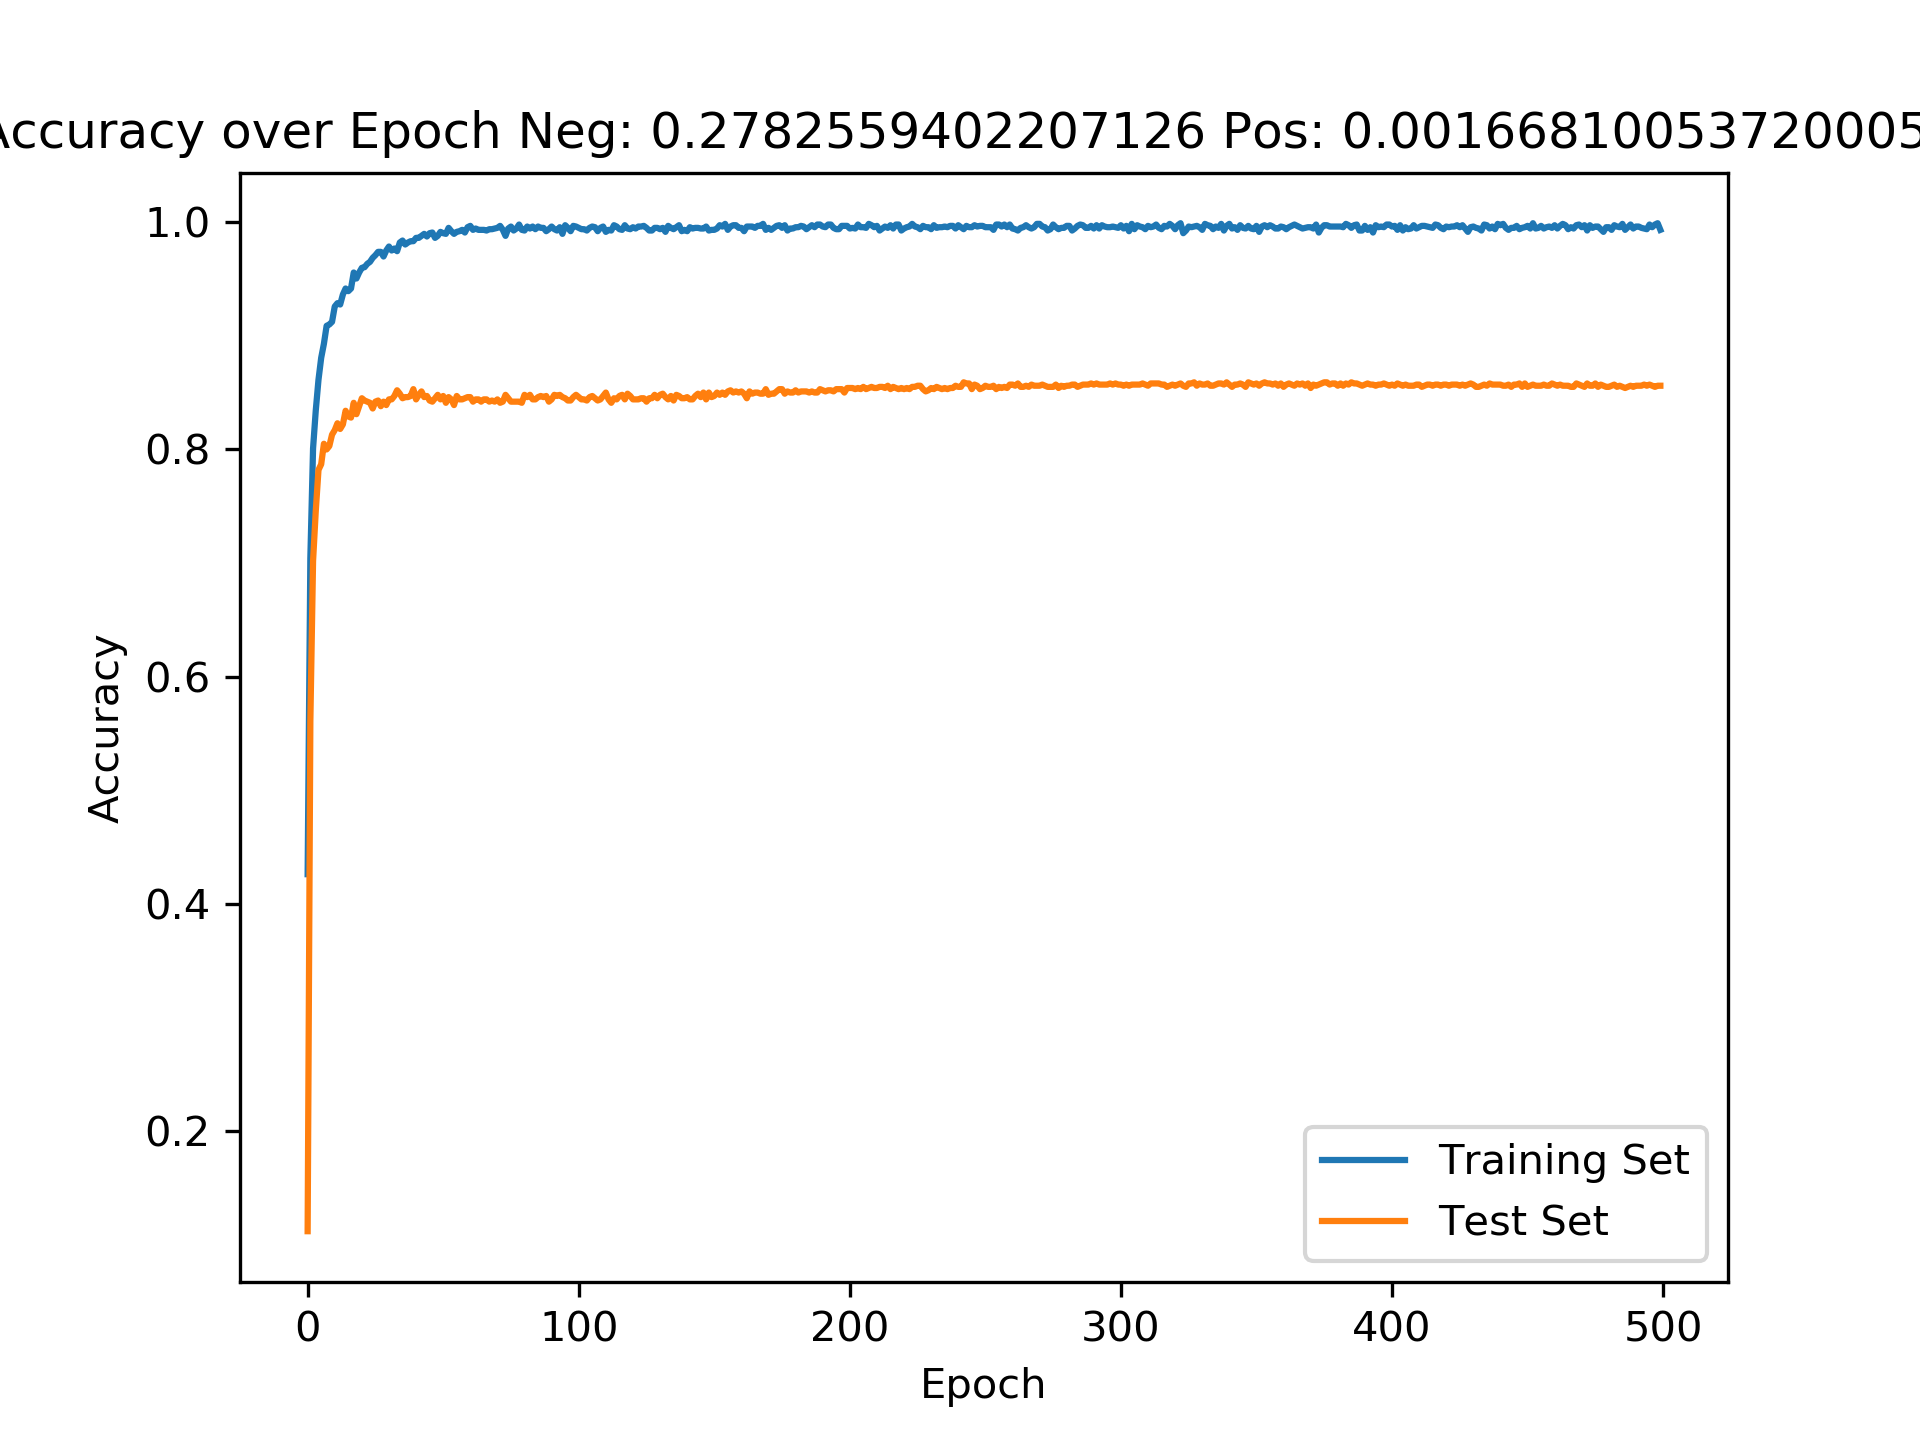 Accuracy over Epoch Neg: 0.2782559402207126 Pos: 0.00166810053720005
1.0
0.8
0.6
0.4
0.2
Accuracy
Training Set
Test Set
0 100 200 300 400 500
Epoch